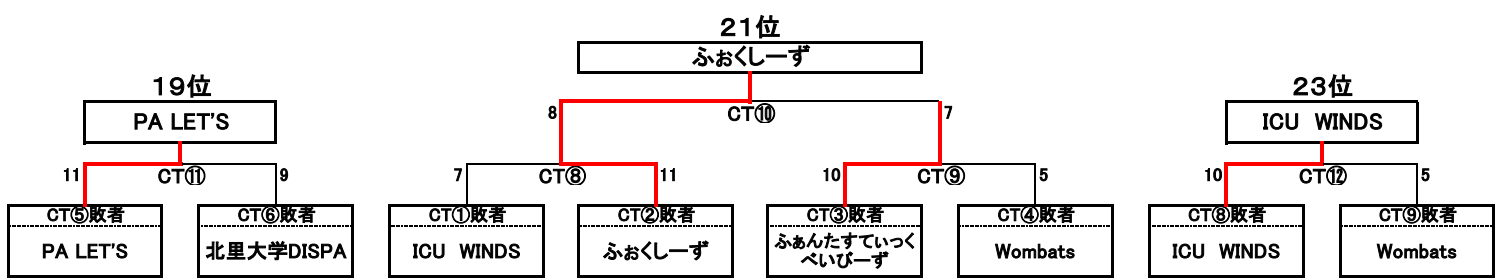 21位
ふぉくしーず
19位
PA LET'S
23位
ICU WINDS
8
CT⑩
7
11
CT⑪
9
7
CT⑧
11
10
CT⑨
5
10
CT⑫
5
CT⑤敗者
PA LET'S
CT⑥敗者
北里大学DISPA
CT①敗者
ICU WINDS
CT②敗者
ふぉくしーず
CT③敗者
ふぁんたすてぃっく
べいびーず
CT④敗者
Wombats
CT⑧敗者
ICU WINDS
CT⑨敗者
Wombats